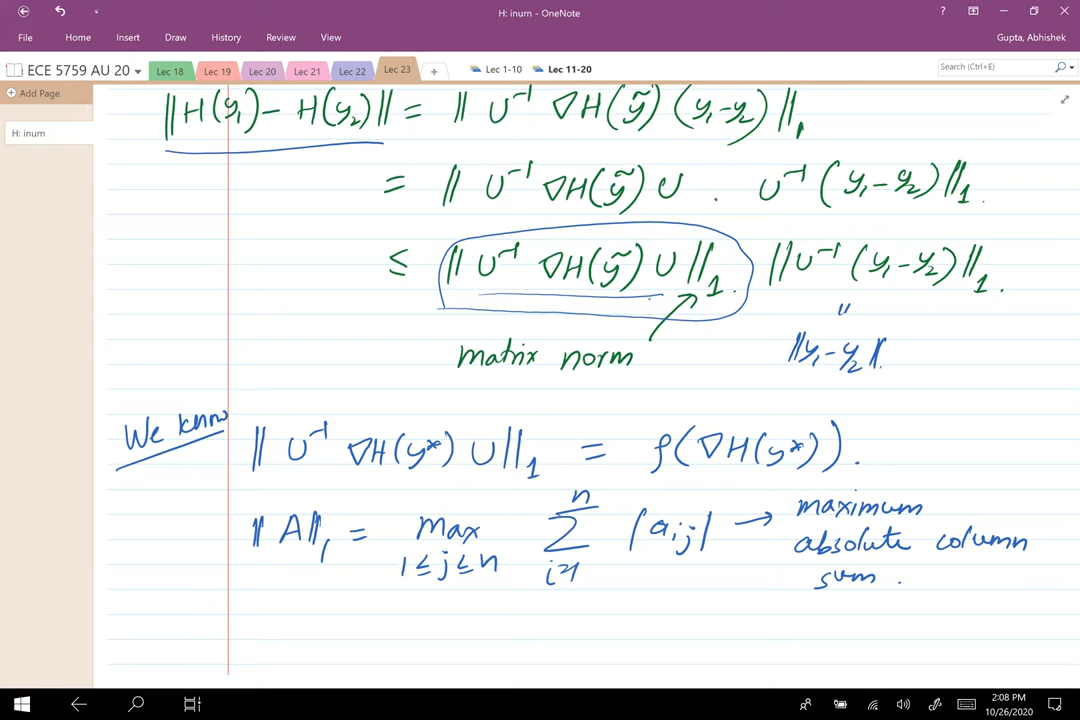 H: inurn - OneNote
Gupta, Abhishek
File Home Insert Draw History Review View
ECE 5759 AU 20
Lec 18 Lec 19 Lec 20 Lec 21 Lec 22 Lec 23 + Lec 1-10 Lec 11-20
Search (Ctrl+E)
Add Page
H: inurn
‖H(y₁) − H(y₂)‖ = ‖ U⁻¹ ∇H(ỹ) (y₁−y₂) ‖₁
= ‖ U⁻¹ ∇H(ỹ) U . U⁻¹ (y₁−y₂)‖₁.
≤ ‖ U⁻¹ ∇H(ỹ) U ‖₁. ‖U⁻¹ (y₁−y₂)‖₁.
"
matrix norm ‖y₁−y₂‖.
We know ‖ U⁻¹ ∇H(y*) U‖₁ = ρ(∇H(y*)).
‖ A‖₁ = max 1≤j≤n ∑ n i=1 |aᵢⱼ| → maximum
absolute column
sum.
2:08 PM
10/26/2020